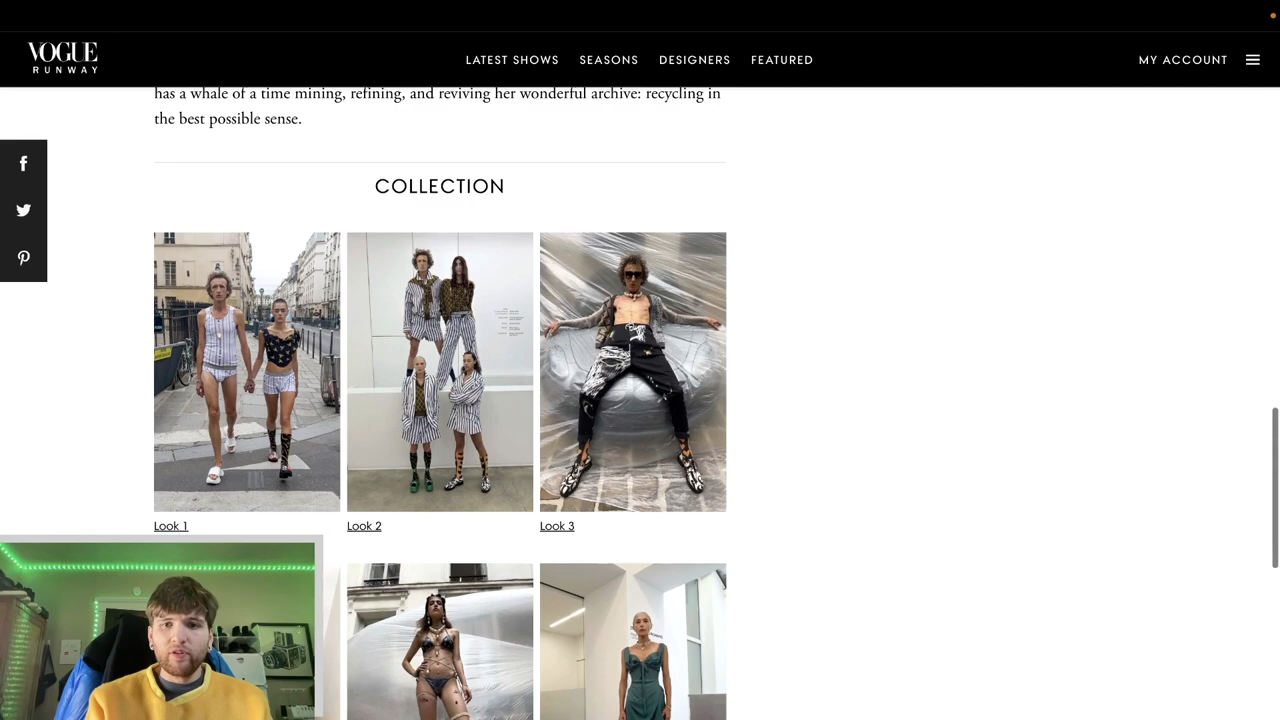 VOGUE
RUNWAY
LATEST SHOWS SEASONS DESIGNERS FEATURED
MY ACCOUNT
has a whale of a time mining, refining, and reviving her wonderful archive: recycling in
the best possible sense.
COLLECTION
Look 1
Look 2
Look 3